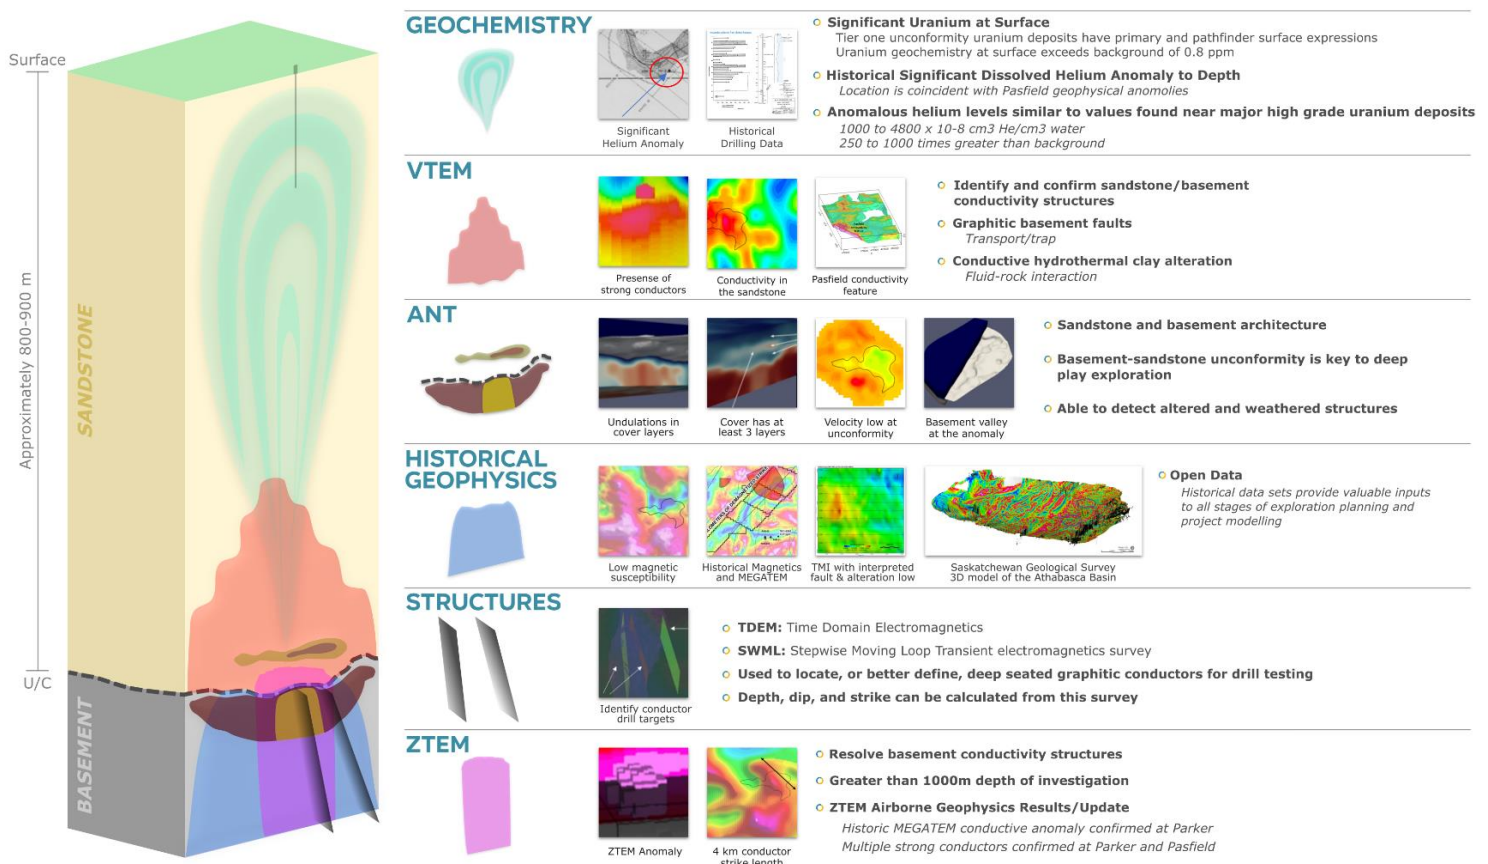 Surface
Approximately 800-900 m
SANDSTONE
U/C
BASEMENT
GEOCHEMISTRY
Significant
Helium Anomaly
Historical
Drilling Data
Significant Uranium at Surface
Tier one unconformity uranium deposits have primary and pathfinder surface expressions
Uranium geochemistry at surface exceeds background of 0.8 ppm
Historical Significant Dissolved Helium Anomaly to Depth
Location is coincident with Pasfield geophysical anomolies
Anomalous helium levels similar to values found near major high grade uranium deposits
1000 to 4800 x 10-8 cm3 He/cm3 water
250 to 1000 times greater than background
VTEM
Presense of
strong conductors
Conductivity in
the sandstone
Pasfield conductivity
feature
Identify and confirm sandstone/basement
conductivity structures
Graphitic basement faults
Transport/trap
Conductive hydrothermal clay alteration
Fluid-rock interaction
ANT
Undulations in
cover layers
Cover has at
least 3 layers
Velocity low at
unconformity
Basement valley
at the anomaly
Sandstone and basement architecture
Basement-sandstone unconformity is key to deep
play exploration
Able to detect altered and weathered structures
HISTORICAL
GEOPHYSICS
Low magnetic
susceptibility
Historical Magnetics
and MEGATEM
TMI with interpreted
fault & alteration low
Saskatchewan Geological Survey
3D model of the Athabasca Basin
Open Data
Historical data sets provide valuable inputs
to all stages of exploration planning and
project modelling
STRUCTURES
Identify conductor
drill targets
TDEM: Time Domain Electromagnetics
SWML: Stepwise Moving Loop Transient electromagnetics survey
Used to locate, or better define, deep seated graphitic conductors for drill testing
Depth, dip, and strike can be calculated from this survey
ZTEM
ZTEM Anomaly
4 km conductor
strike length
Resolve basement conductivity structures
Greater than 1000m depth of investigation
ZTEM Airborne Geophysics Results/Update
Historic MEGATEM conductive anomaly confirmed at Parker
Multiple strong conductors confirmed at Parker and Pasfield